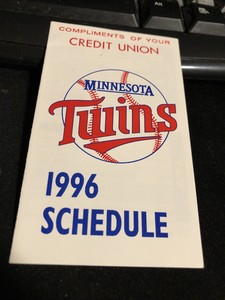 COMPLIMENTS OF YOUR
CREDIT UNION
MINNESOTA
Twins
1996
SCHEDULE